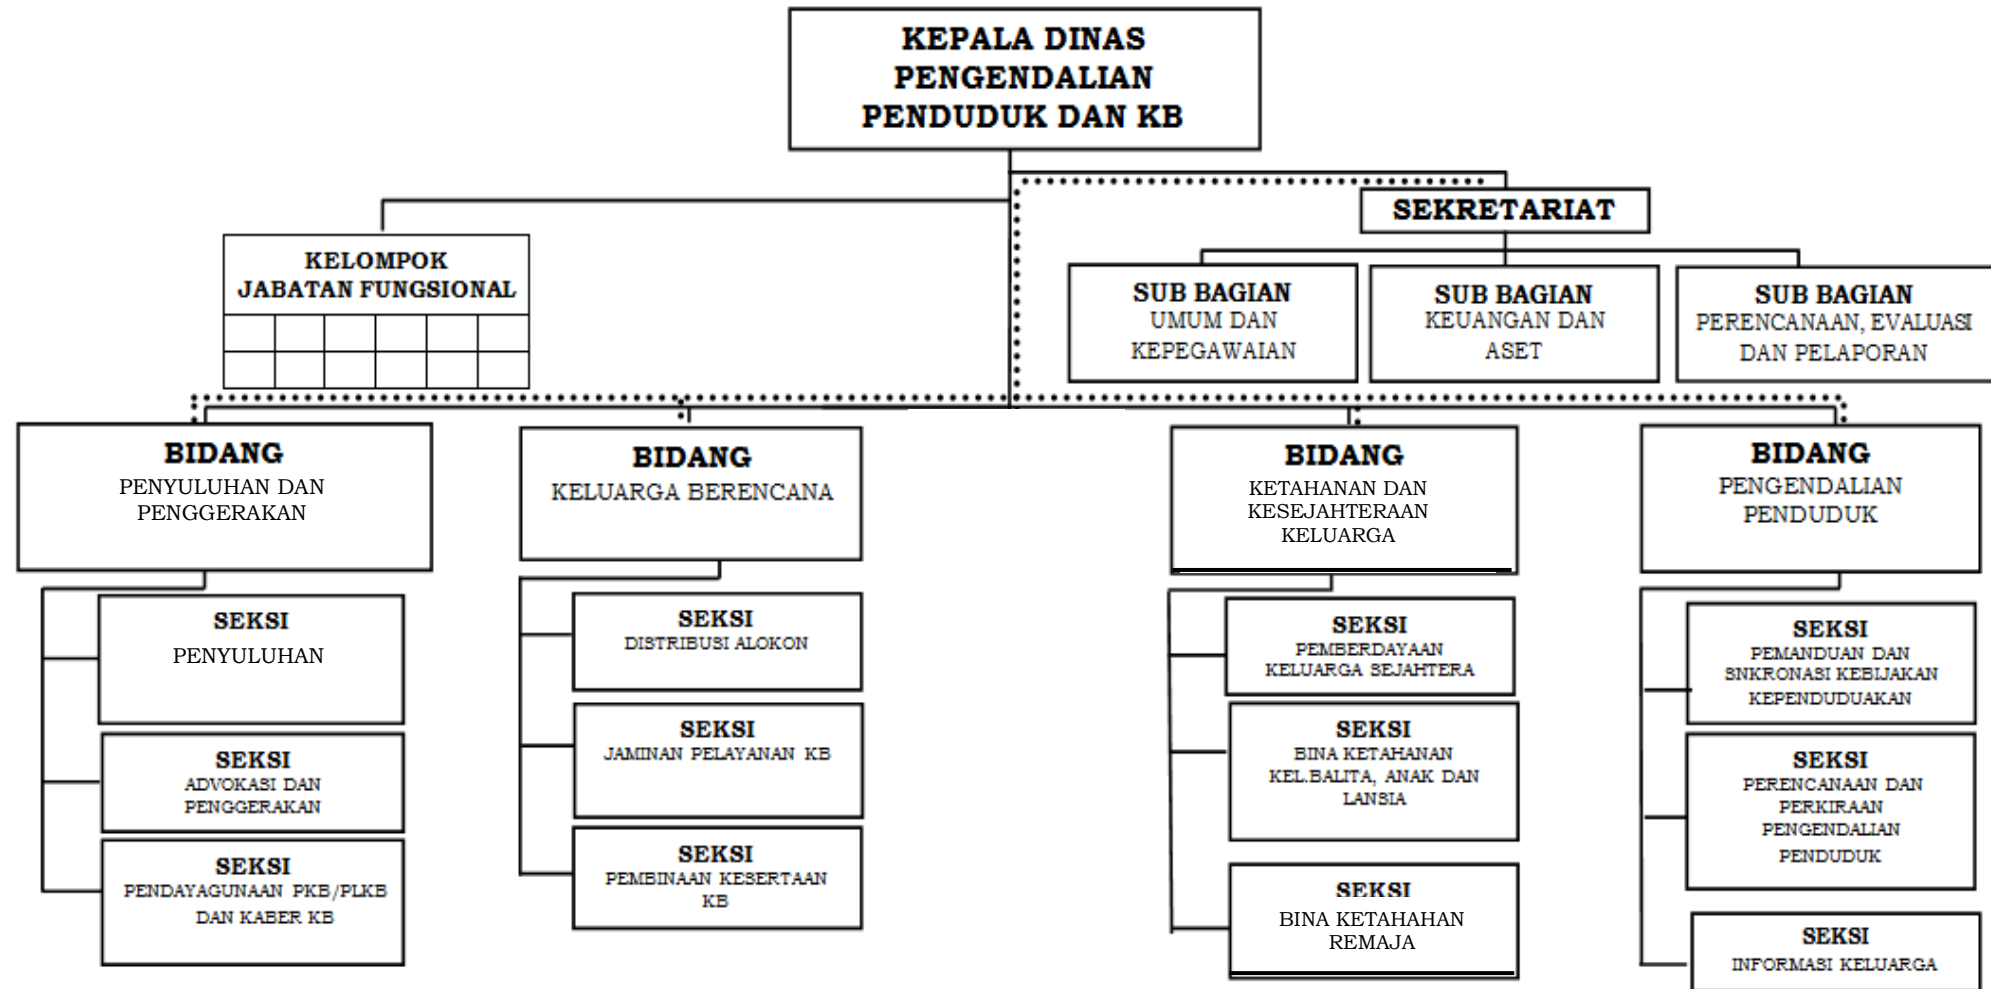 KEPALA DINAS
PENGENDALIAN
PENDUDUK DAN KB
SEKRETARIAT
KELOMPOK
JABATAN FUNGSIONAL
SUB BAGIAN
UMUM DAN
KEPEGAWAIAN
SUB BAGIAN
KEUANGAN DAN
ASET
SUB BAGIAN
PERENCANAAN, EVALUASI
DAN PELAPORAN
BIDANG
PENYULUHAN DAN
PENGGERAKAN
BIDANG
KELUARGA BERENCANA
BIDANG
KETAHANAN DAN
KESEJAHTERAAN
KELUARGA
BIDANG
PENGENDALIAN
PENDUDUK
SEKSI
PENYULUHAN
SEKSI
ADVOKASI DAN
PENGGERAKAN
SEKSI
PENDAYAGUNAAN PKB/PLKB
DAN KABER KB
SEKSI
DISTRIBUSI ALOKON
SEKSI
JAMINAN PELAYANAN KB
SEKSI
PEMBINAAN KESERTAAN
KB
SEKSI
PEMBERDAYAAN
KELUARGA SEJAHTERA
SEKSI
BINA KETAHANAN
KEL.BALITA, ANAK DAN
LANSIA
SEKSI
BINA KETAHAHAN
REMAJA
SEKSI
PEMANDUAN DAN
SNKRONASI KEBIJAKAN
KEPENDUDUAKAN
SEKSI
PERENCANAAN DAN
PERKIRAAN
PENGENDALIAN
PENDUDUK
SEKSI
INFORMASI KELUARGA